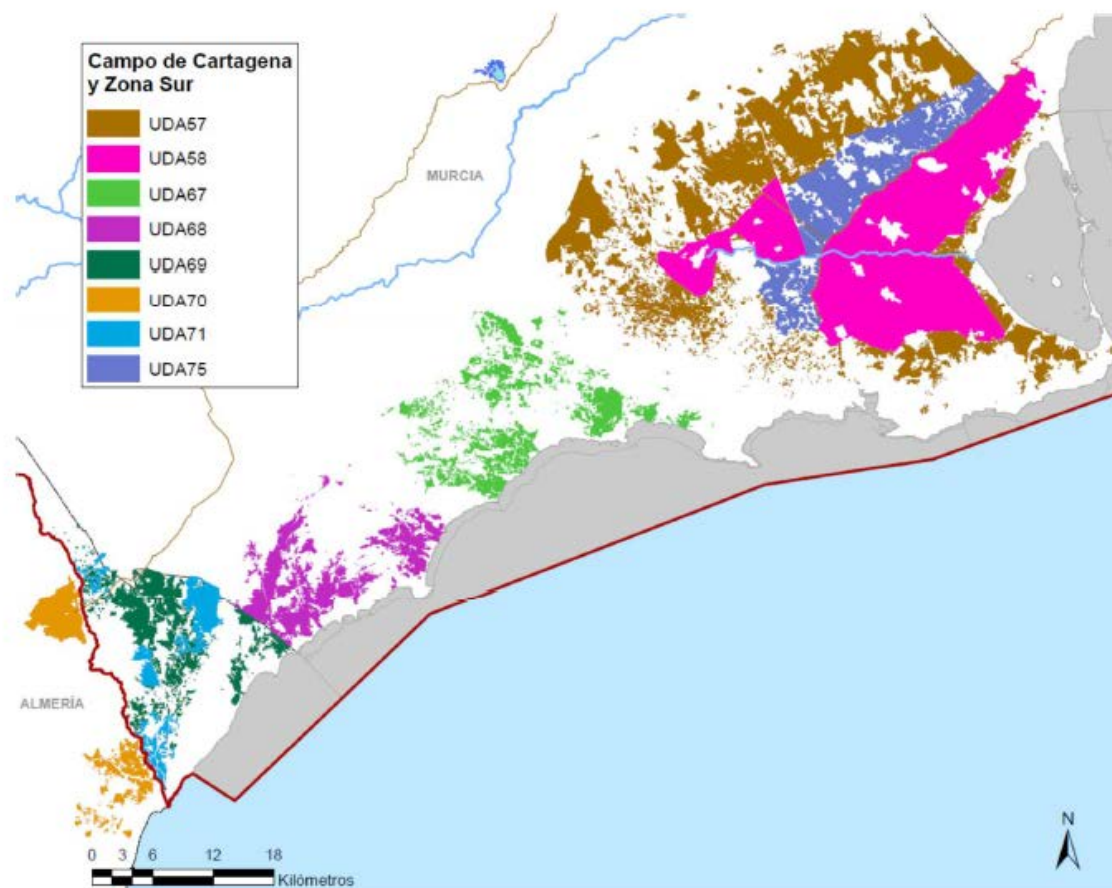 Campo de Cartagena
y Zona Sur
UDA57
UDA58
UDA67
UDA68
UDA69
UDA70
UDA71
UDA75
MURCIA
ALMERÍA
N
0 3 6 12 18
Kilómetros